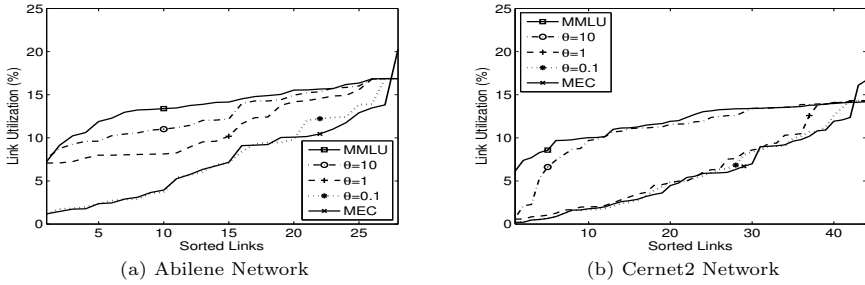 25
20
15
10
5
0
Link Utilization (%)
5 10 15 20 25
Sorted Links
MMLU
θ=10
θ=1
θ=0.1
MEC
(a) Abilene Network
25
20
15
10
5
0
Link Utilization (%)
10 20 30 40
Sorted Links
MMLU
θ=10
θ=1
θ=0.1
MEC
(b) Cernet2 Network